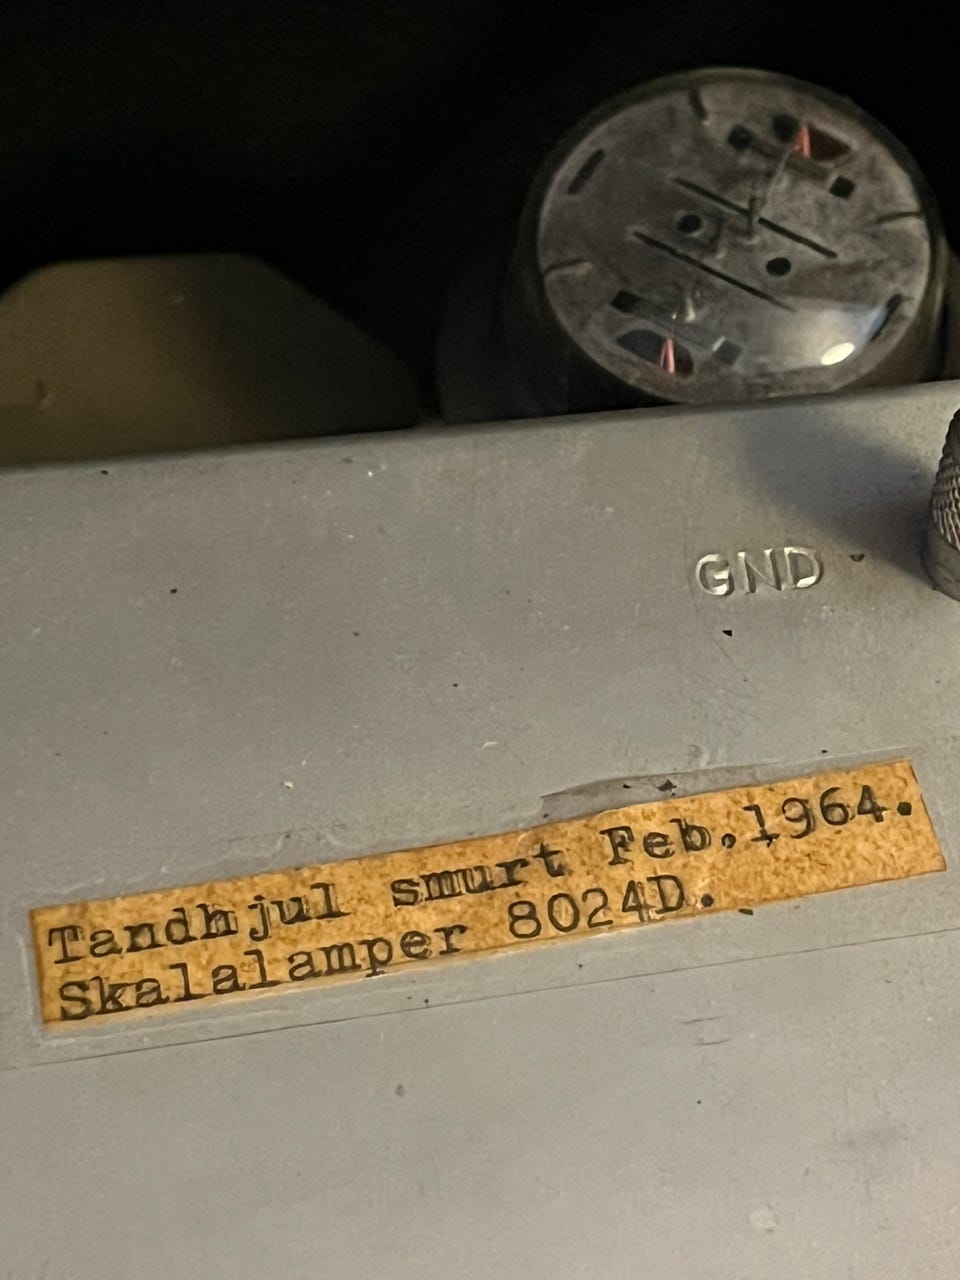 GND
Tandhjul smurt Feb.1964.
Skalalamper 8024D.